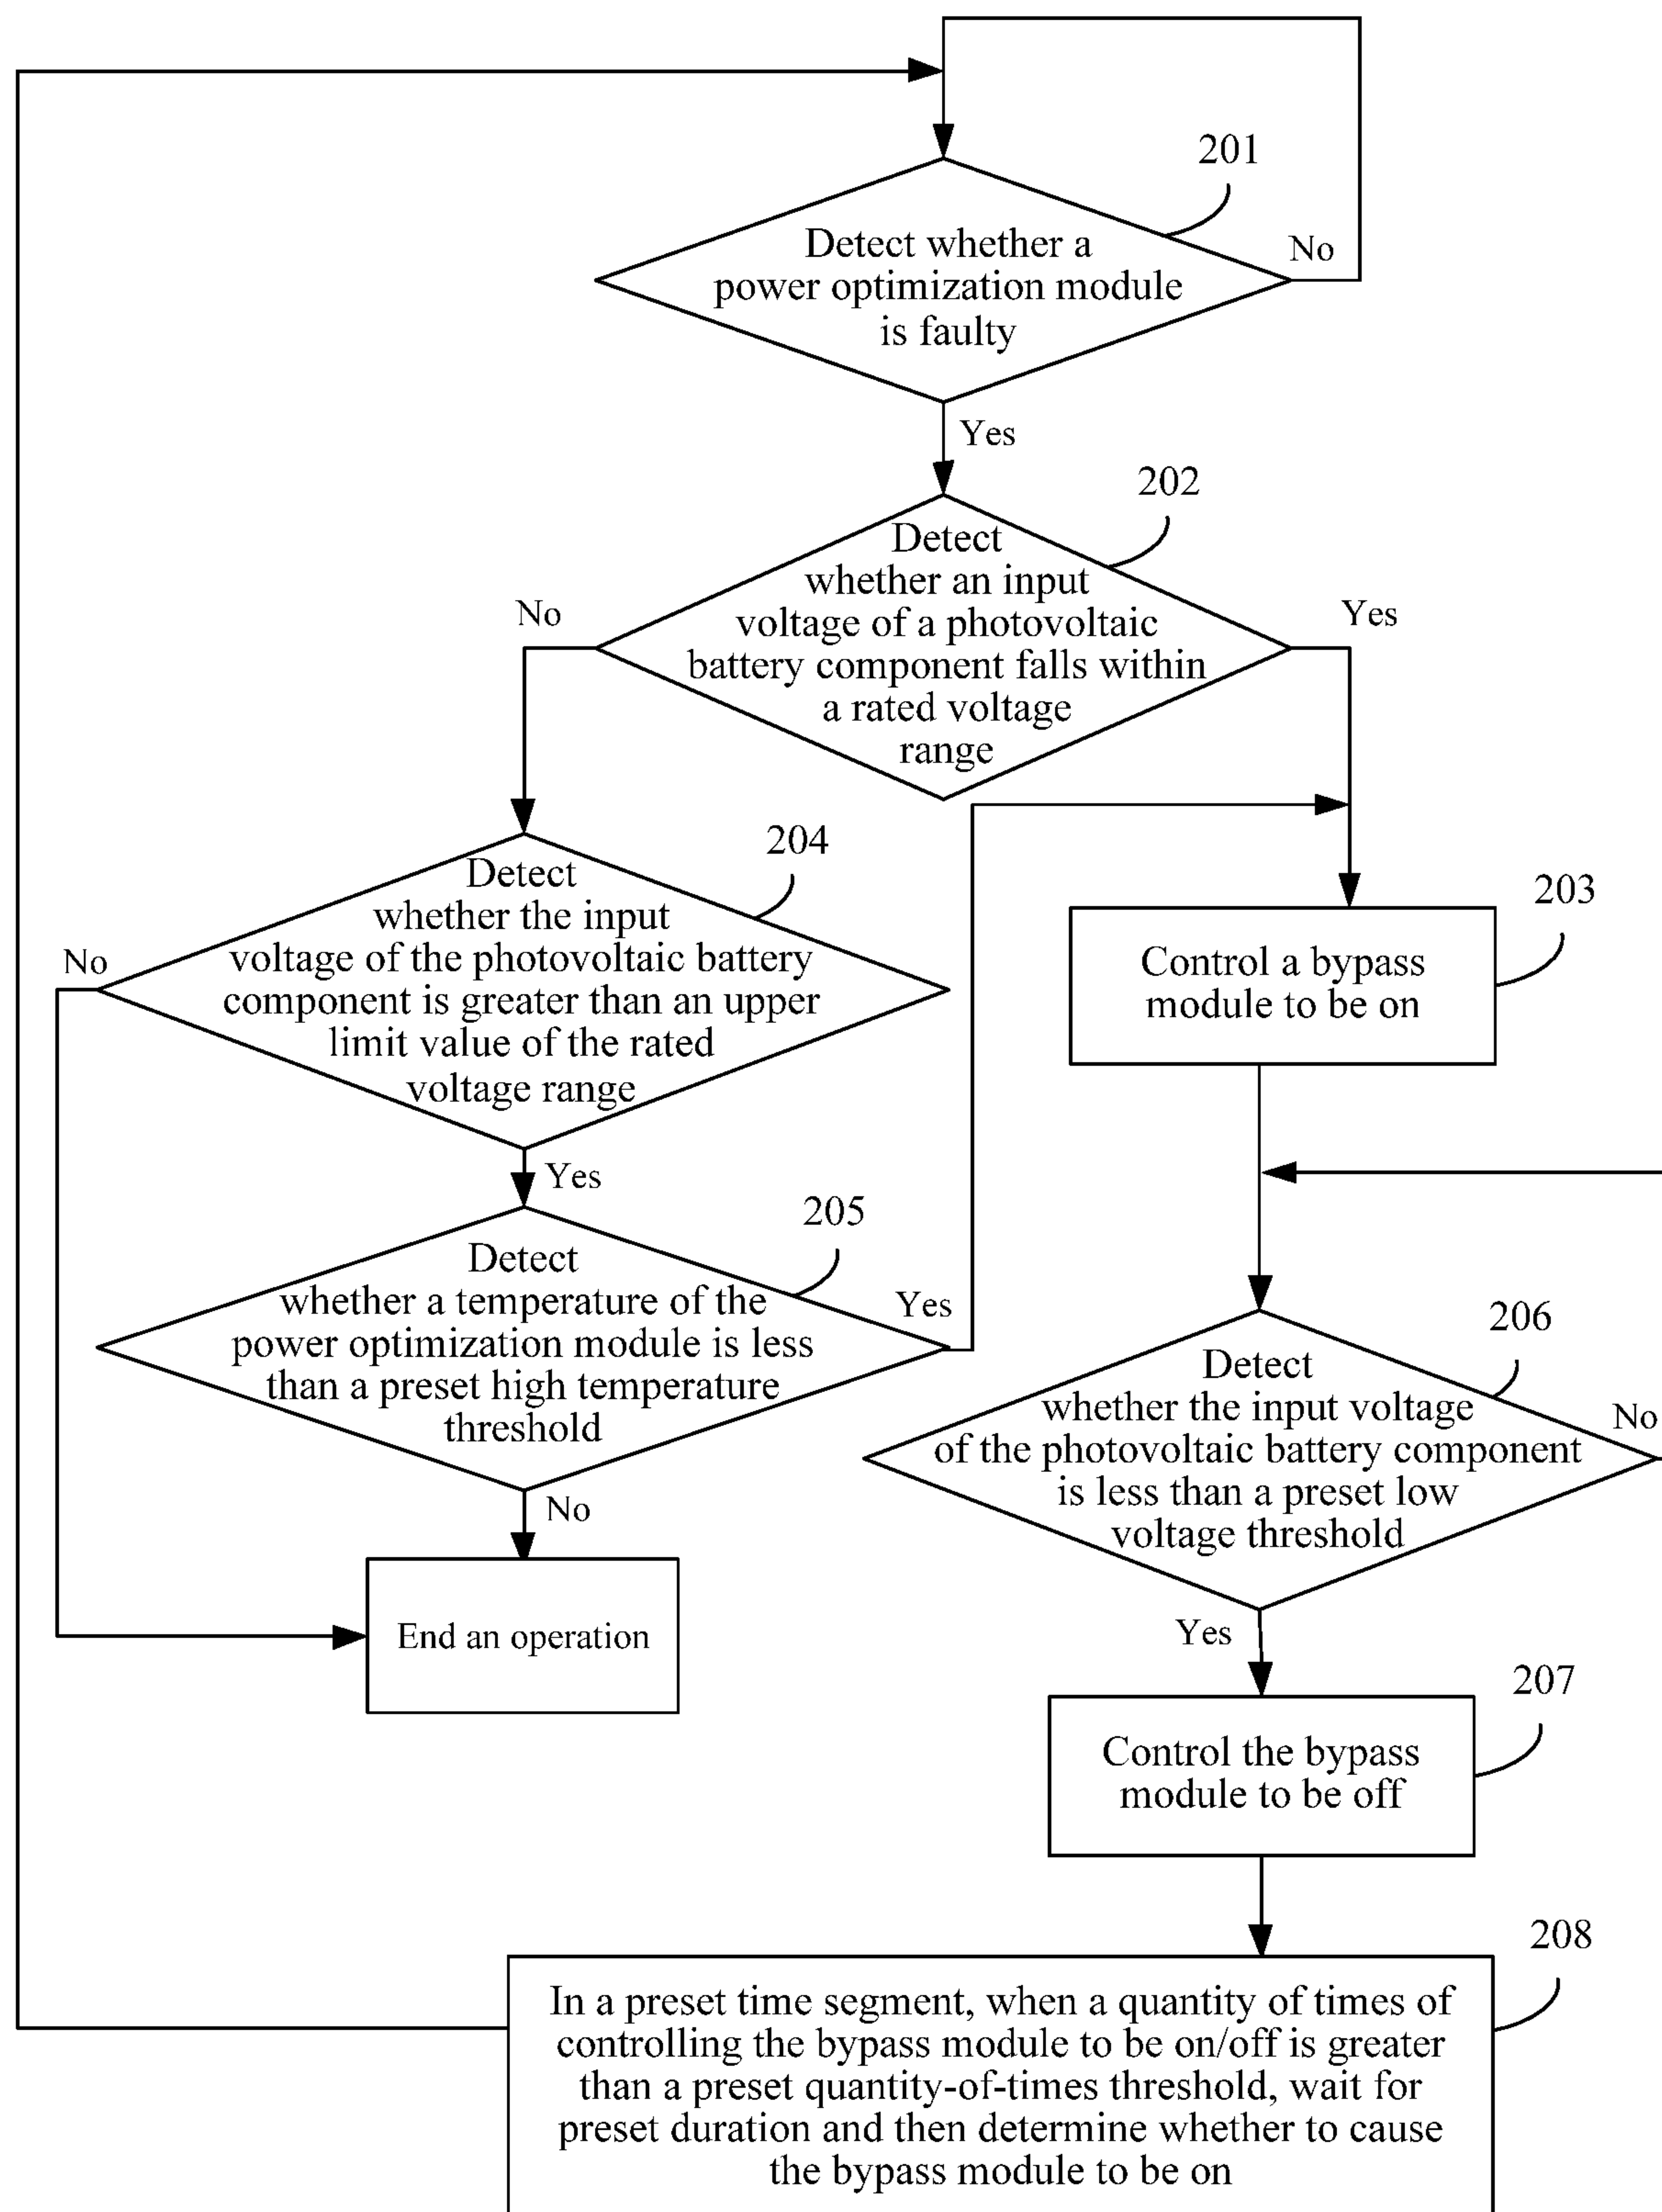 201
Detect whether a
power optimization module
is faulty
No
Yes
202
Detect
whether an input
voltage of a photovoltaic
battery component falls within
a rated voltage
range
No
Yes
204
Detect
whether the input
voltage of the photovoltaic battery
component is greater than an upper
limit value of the rated
voltage range
No
Yes
203
Control a bypass
module to be on
205
Detect
whether a temperature of the
power optimization module is less
than a preset high temperature
threshold
Yes
No
End an operation
206
Detect
whether the input voltage
of the photovoltaic battery component
is less than a preset low
voltage threshold
No
Yes
207
Control the bypass
module to be off
208
In a preset time segment, when a quantity of times of
controlling the bypass module to be on/off is greater
than a preset quantity-of-times threshold, wait for
preset duration and then determine whether to cause
the bypass module to be on